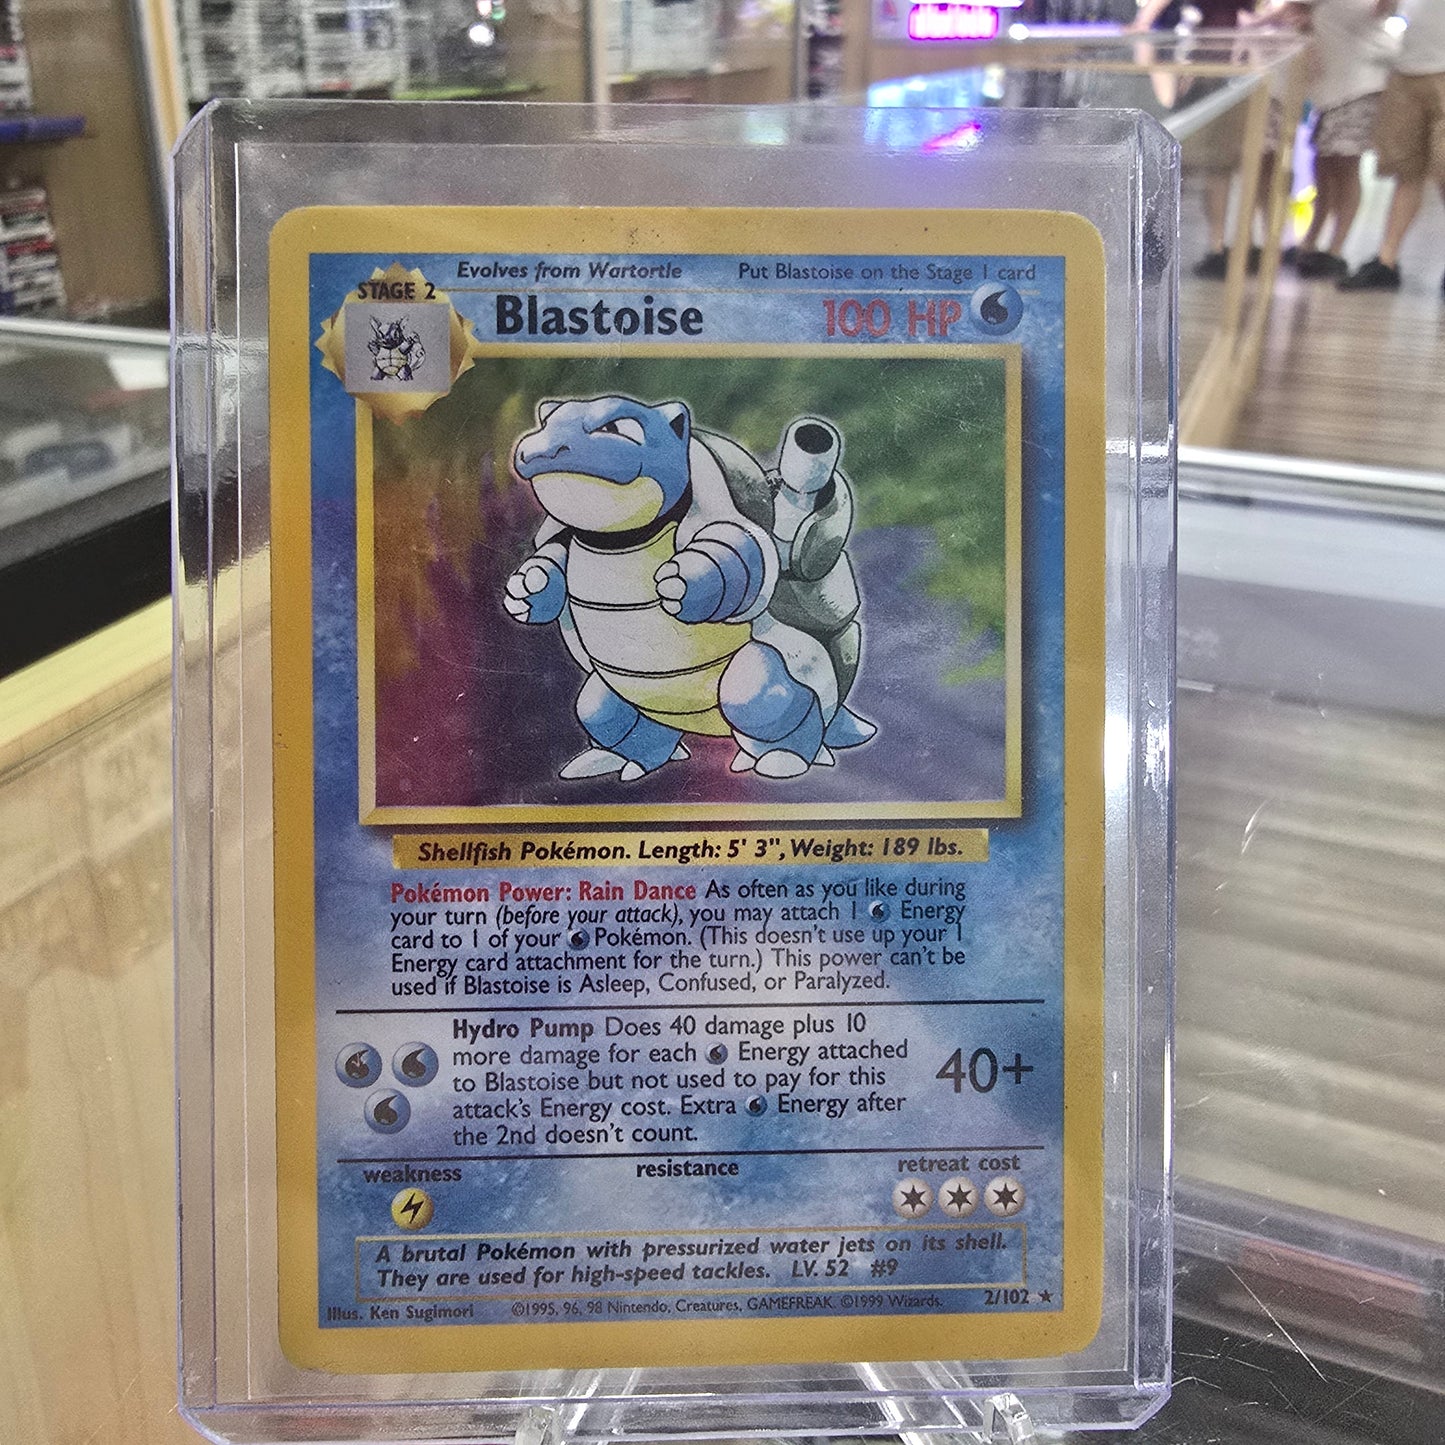 Evolves from Wartortle Put Blastoise on the Stage 1 card
STAGE 2
Blastoise 100 HP
Shellfish Pokémon. Length: 5' 3", Weight: 189 lbs.
Pokémon Power: Rain Dance As often as you like during
your turn (before your attack), you may attach 1 Energy
card to 1 of your Pokémon. (This doesn't use up your 1
Energy card attachment for the turn.) This power can't be
used if Blastoise is Asleep, Confused, or Paralyzed.
Hydro Pump Does 40 damage plus 10
more damage for each Energy attached
to Blastoise but not used to pay for this
attack's Energy cost. Extra Energy after
the 2nd doesn't count.
40+
weakness resistance retreat cost
A brutal Pokémon with pressurized water jets on its shell.
They are used for high-speed tackles. LV. 52 #9
Illus. Ken Sugimori ©1995, 96, 98 Nintendo, Creatures, GAMEFREAK. ©1999 Wizards. 2/102 ★